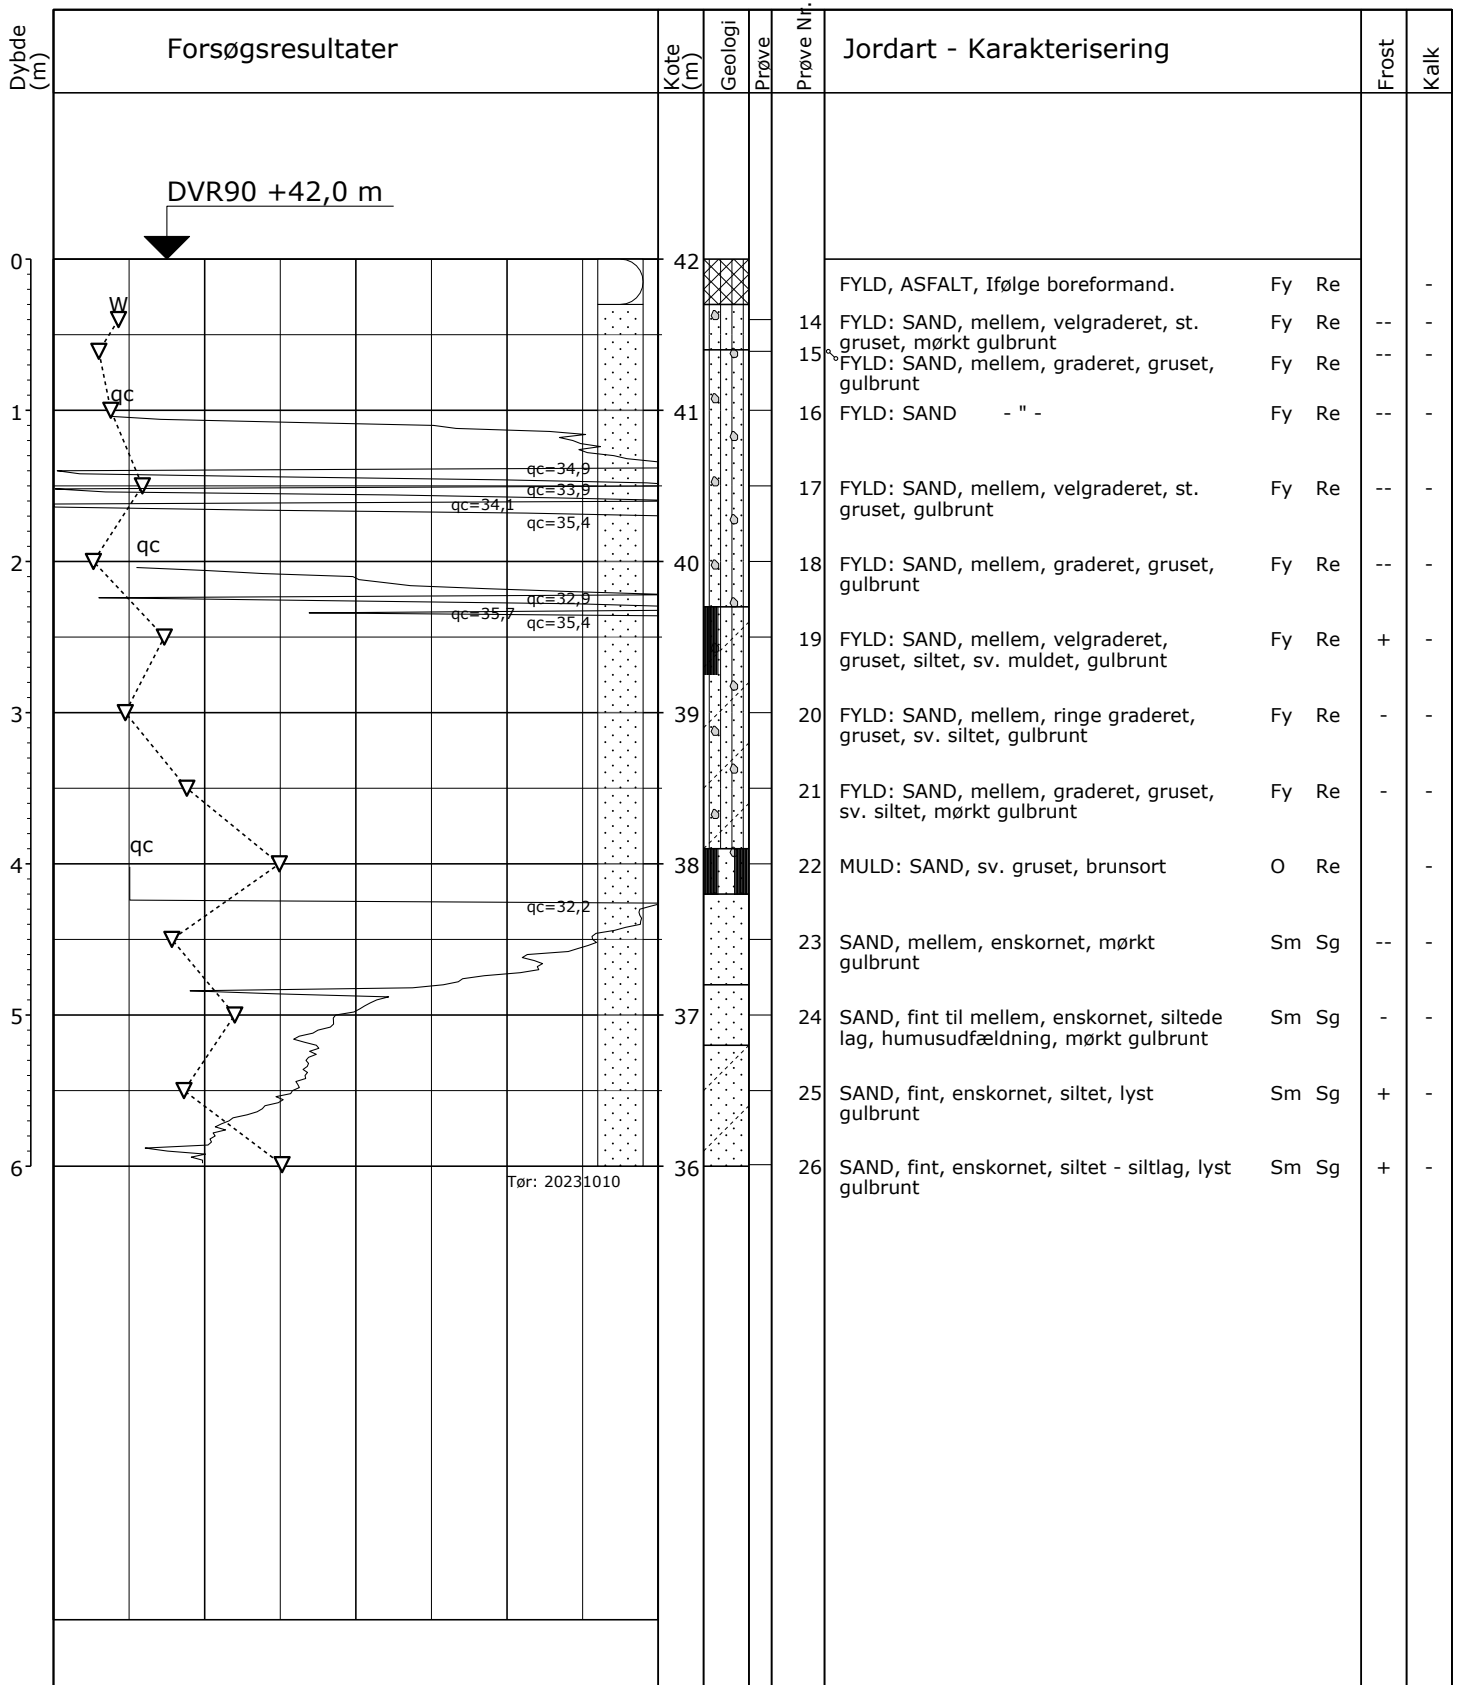 Dybde
(m)
Forsøgsresultater
Kote
(m)
Geologi
Prøve
Prøve Nr.
Jordart - Karakterisering
Frost
Kalk
DVR90 +42,0 m
0
42
FYLD, ASFALT, Ifølge boreformand. Fy Re -
W
14 FYLD: SAND, mellem, velgraderet, st. Fy Re -- -
gruset, mørkt gulbrunt
15 FYLD: SAND, mellem, graderet, gruset, Fy Re -- -
gulbrunt
qc
1
41
16 FYLD: SAND - " - Fy Re -- -
qc=34,9
qc=33,9
qc=34,1
qc=35,4
17 FYLD: SAND, mellem, velgraderet, st. Fy Re -- -
gruset, gulbrunt
qc
2
40
18 FYLD: SAND, mellem, graderet, gruset, Fy Re -- -
gulbrunt
qc=32,9
qc=35,7
qc=35,4
19 FYLD: SAND, mellem, velgraderet, Fy Re + -
gruset, siltet, sv. muldet, gulbrunt
3
39
20 FYLD: SAND, mellem, ringe graderet, Fy Re - -
gruset, sv. siltet, gulbrunt
21 FYLD: SAND, mellem, graderet, gruset, Fy Re - -
sv. siltet, mørkt gulbrunt
qc
4
38
22 MULD: SAND, sv. gruset, brunsort O Re -
qc=32,2
23 SAND, mellem, enskornet, mørkt Sm Sg -- -
gulbrunt
5
37
24 SAND, fint til mellem, enskornet, siltede Sm Sg - -
lag, humusudfældning, mørkt gulbrunt
25 SAND, fint, enskornet, siltet, lyst Sm Sg + -
gulbrunt
6
36
26 SAND, fint, enskornet, siltet - siltlag, lyst Sm Sg + -
gulbrunt
Tør: 20231010